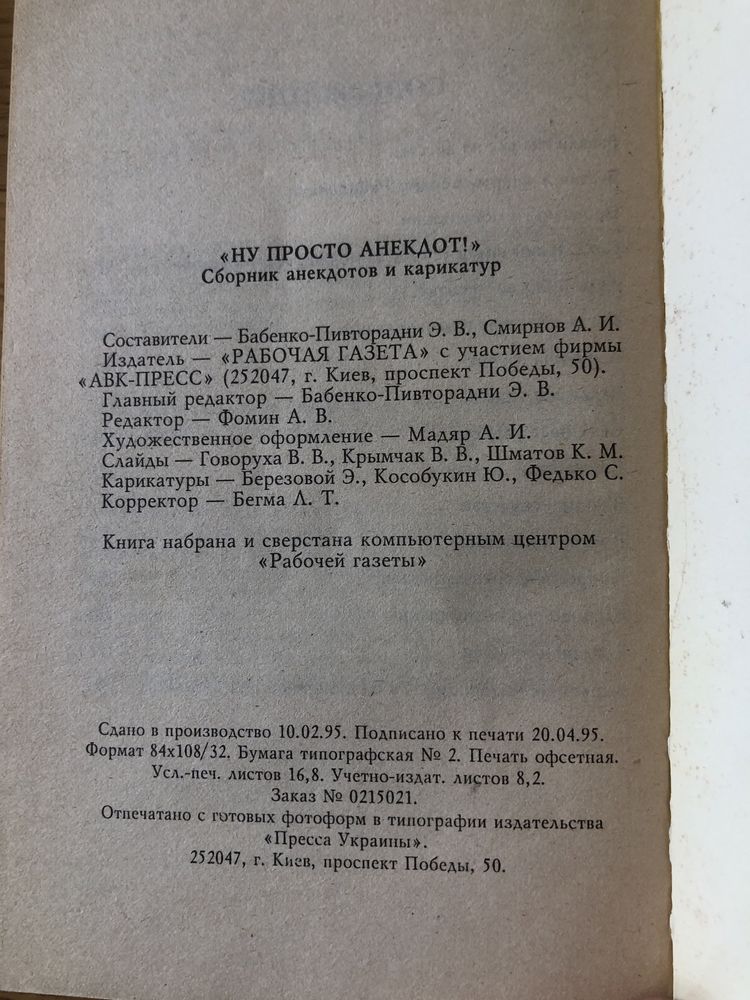 «НУ ПРОСТО АНЕКДОТ!»
Сборник анекдотов и карикатур
Составители — Бабенко-Пивторадни Э. В., Смирнов А. И.
Издатель — «РАБОЧАЯ ГАЗЕТА» с участием фирмы
«АВК-ПРЕСС» (252047, г. Киев, проспект Победы, 50).
Главный редактор — Бабенко-Пивторадни Э. В.
Редактор — Фомин А. В.
Художественное оформление — Мадяр А. И.
Слайды — Говоруха В. В., Крымчак В. В., Шматов К. М.
Карикатуры — Березовой Э., Кособукин Ю., Федько С.
Корректор — Бегма Л. Т.
Книга набрана и сверстана компьютерным центром
«Рабочей газеты»
Сдано в производство 10.02.95. Подписано к печати 20.04.95.
Формат 84х108/32. Бумага типографская № 2. Печать офсетная.
Усл.-печ. листов 16,8. Учетно-издат. листов 8,2.
Заказ № 0215021.
Отпечатано с готовых фотоформ в типографии издательства
«Пресса Украины».
252047, г. Киев, проспект Победы, 50.